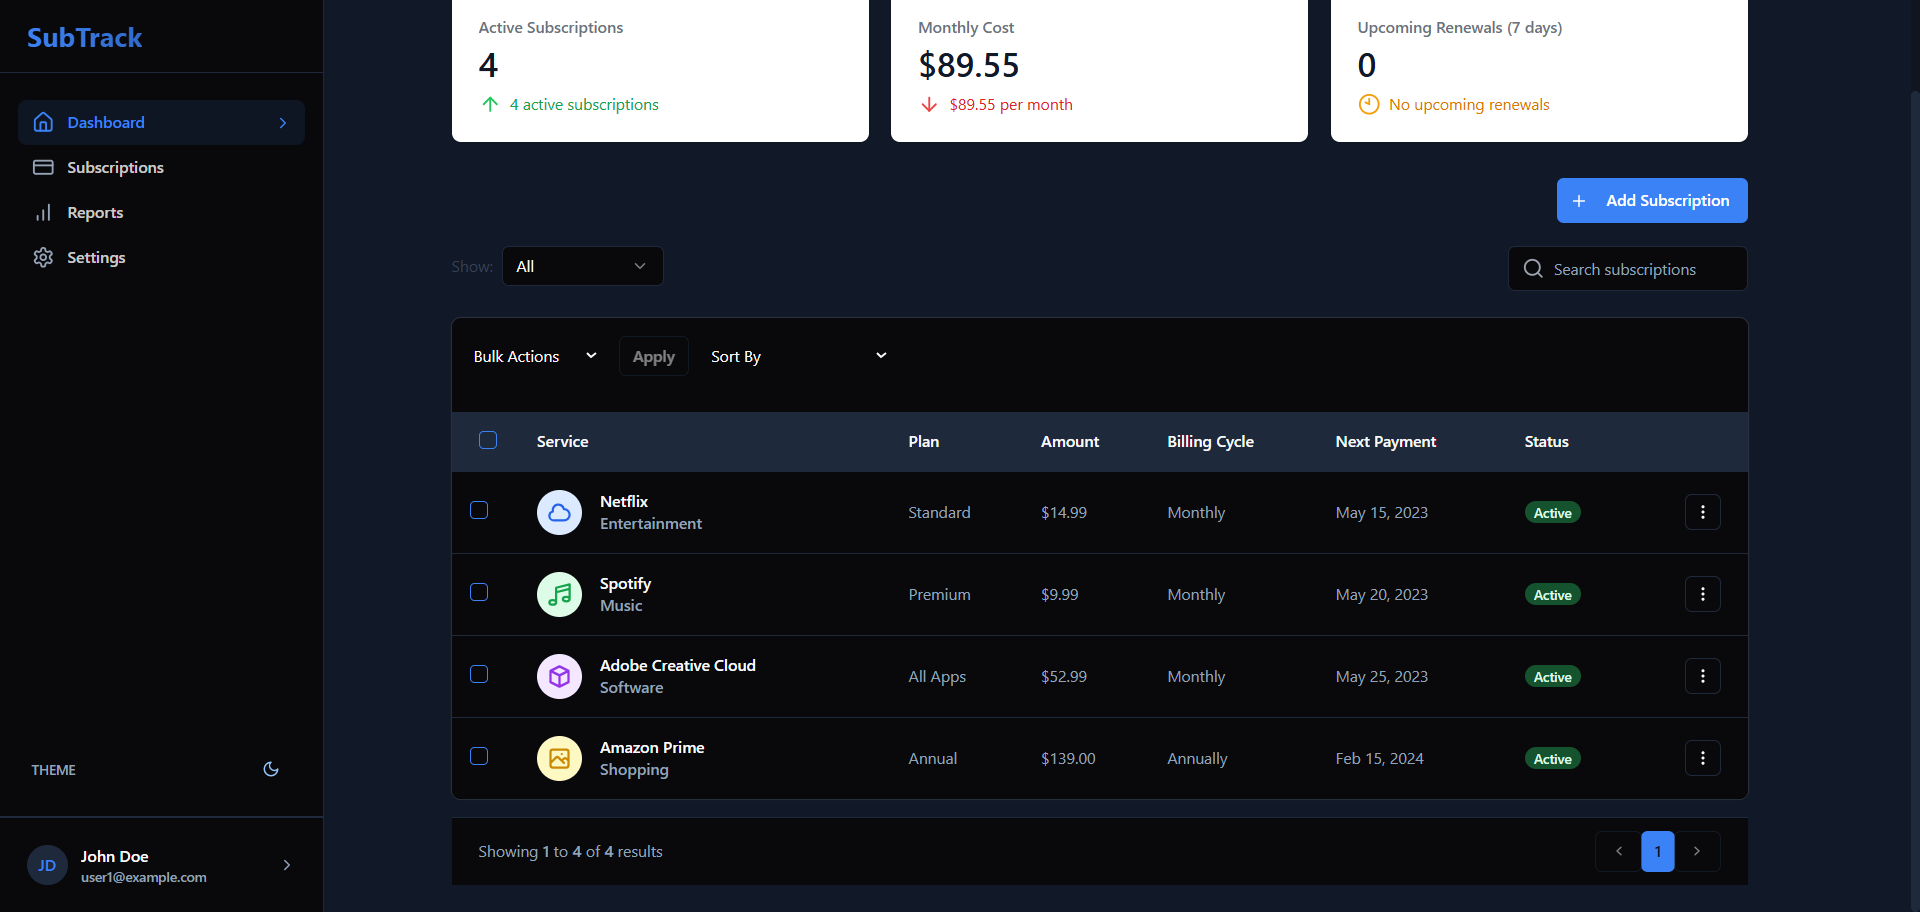 SubTrack
Dashboard
Subscriptions
Reports
Settings
THEME
JD
John Doe
user1@example.com
Active Subscriptions
4
4 active subscriptions
Monthly Cost
$89.55
$89.55 per month
Upcoming Renewals (7 days)
0
No upcoming renewals
+ Add Subscription
Show: All
Search subscriptions
Bulk Actions Apply Sort By
Service Plan Amount Billing Cycle Next Payment Status
Netflix
Entertainment
Standard $14.99 Monthly May 15, 2023 Active
Spotify
Music
Premium $9.99 Monthly May 20, 2023 Active
Adobe Creative Cloud
Software
All Apps $52.99 Monthly May 25, 2023 Active
Amazon Prime
Shopping
Annual $139.00 Annually Feb 15, 2024 Active
Showing 1 to 4 of 4 results
1